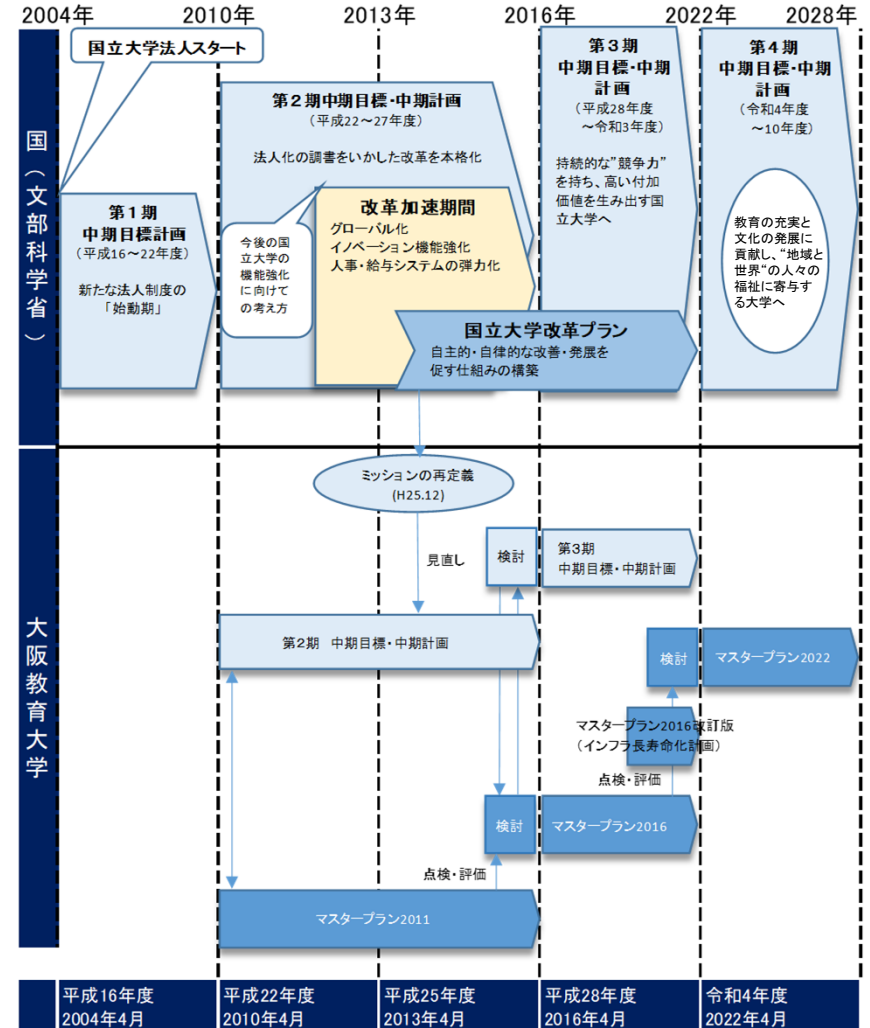 2004年
2010年
2013年
2016年
2022年
2028年
国（文部科学省）
国立大学法人スタート
第１期
中期目標計画
（平成16～22年度）
新たな法人制度の
「始動期」
第２期中期目標・中期計画
（平成22～27年度）
法人化の調書をいかした改革を本格化
今後の国
立大学の
機能強化
に向けて
の考え方
改革加速期間
グローバル化
イノベーション機能強化
人事・給与システムの弾力化
国立大学改革プラン
自主的・自律的な改善・発展を
促す仕組みの構築
第３期
中期目標・中期
計画
（平成28年度
～令和3年度）
持続的な”競争力”
を持ち、高い付加
価値を生み出す国
立大学へ
第４期
中期目標・中期
計画
（令和4年度
～10年度）
教育の充実と
文化の発展に
貢献し、“地域と
世界“の人々の
福祉に寄与す
る大学へ
大阪教育大学
ミッションの再定義
(H25.12)
見直し
検討
第３期
中期目標・中期計画
第２期　中期目標・中期計画
検討
マスタープラン2022
マスタープラン2016改訂版
（インフラ長寿命化計画）
点検・評価
検討
マスタープラン2016
点検・評価
マスタープラン2011
平成16年度
2004年4月
平成22年度
2010年4月
平成25年度
2013年4月
平成28年度
2016年4月
令和4年度
2022年4月